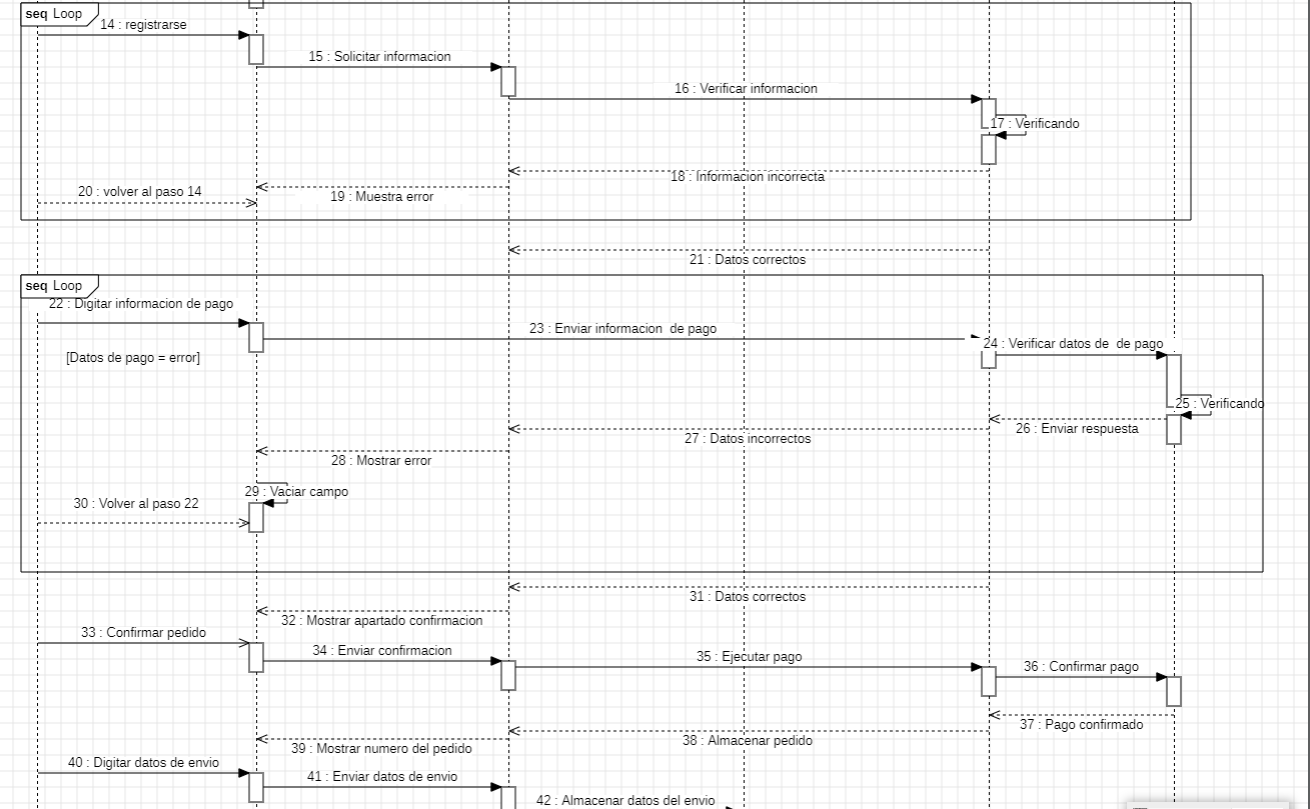 seq Loop
14 : registrarse
15 : Solicitar informacion
16 : Verificar informacion
17 : Verificando
18 : Informacion incorrecta
19 : Muestra error
20 : volver al paso 14
21 : Datos correctos
seq Loop
22 : Digitar informacion de pago
23 : Enviar informacion  de pago
24 : Verificar datos de  de pago
[Datos de pago = error]
25 : Verificando
26 : Enviar respuesta
27 : Datos incorrectos
28 : Mostrar error
29 : Vaciar campo
30 : Volver al paso 22
31 : Datos correctos
32 : Mostrar apartado confirmacion
33 : Confirmar pedido
34 : Enviar confirmacion
35 : Ejecutar pago
36 : Confirmar pago
37 : Pago confirmado
38 : Almacenar pedido
39 : Mostrar numero del pedido
40 : Digitar datos de envio
41 : Enviar datos de envio
42 : Almacenar datos del envio